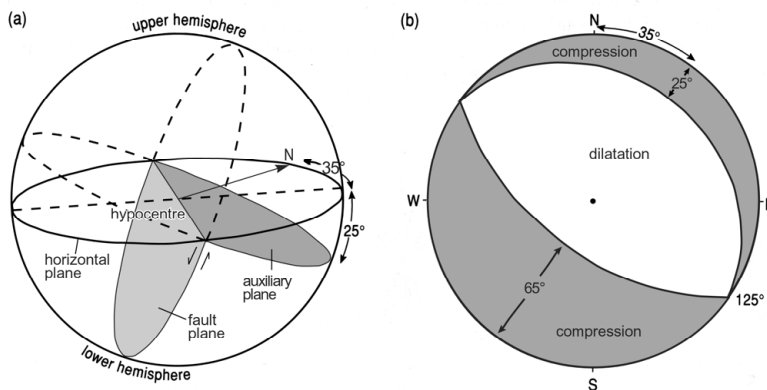 (a)
upper hemisphere
N
35°
hypocentre
25°
horizontal
plane
auxiliary
plane
fault
plane
lower hemisphere
(b)
N
35°
compression
25°
dilatation
W
65°
125°
compression
S